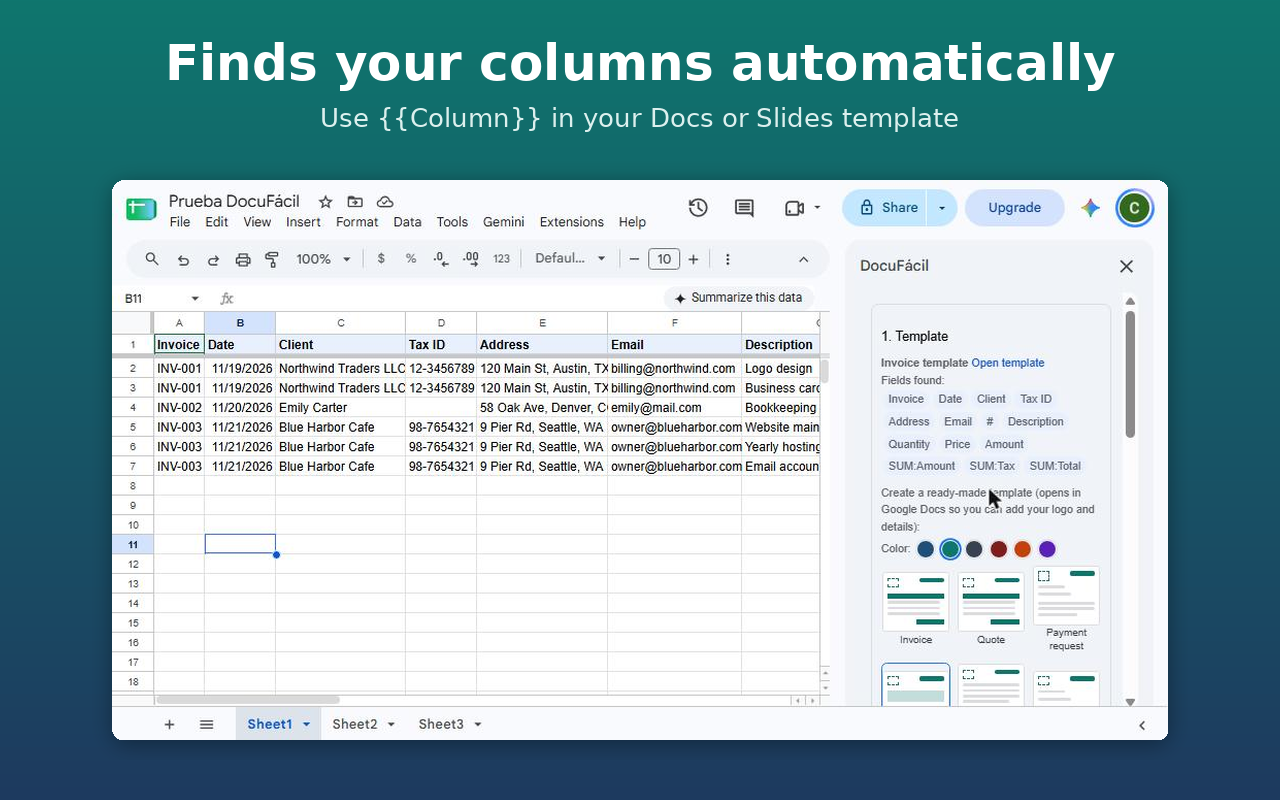 Finds your columns automatically
Use {{Column}} in your Docs or Slides template
Prueba DocuFácil
File Edit View Insert Format Data Tools Gemini Extensions Help
Share
Upgrade
C
100% $ % .0 .00 123 Defaul... 10
DocuFácil
B11 fx Summarize this data
A B C D E F
1 Invoice Date Client Tax ID Address Email Description
2 INV-001 11/19/2026 Northwind Traders LLC 12-3456789 120 Main St, Austin, TX billing@northwind.com Logo design
3 INV-001 11/19/2026 Northwind Traders LLC 12-3456789 120 Main St, Austin, TX billing@northwind.com Business card
4 INV-002 11/20/2026 Emily Carter 58 Oak Ave, Denver, C emily@mail.com Bookkeeping
5 INV-003 11/21/2026 Blue Harbor Cafe 98-7654321 9 Pier Rd, Seattle, WA owner@blueharbor.com Website main
6 INV-003 11/21/2026 Blue Harbor Cafe 98-7654321 9 Pier Rd, Seattle, WA owner@blueharbor.com Yearly hosting
7 INV-003 11/21/2026 Blue Harbor Cafe 98-7654321 9 Pier Rd, Seattle, WA owner@blueharbor.com Email accoun
8
9
10
11
12
13
14
15
16
17
18
1. Template
Invoice template Open template
Fields found:
Invoice Date Client Tax ID
Address Email # Description
Quantity Price Amount
SUM:Amount SUM:Tax SUM:Total
Create a ready-made template (opens in
Google Docs so you can add your logo and
details):
Color:
Invoice Quote Payment
request
Sheet1 Sheet2 Sheet3